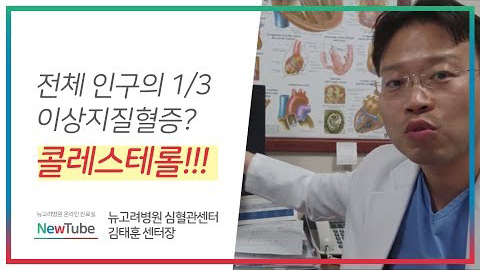 전체 인구의 1/3
이상지질혈증?
콜레스테롤!!!
뉴고려병원 온라인 진료실
NewTube
뉴고려병원 심혈관센터
김태훈 센터장